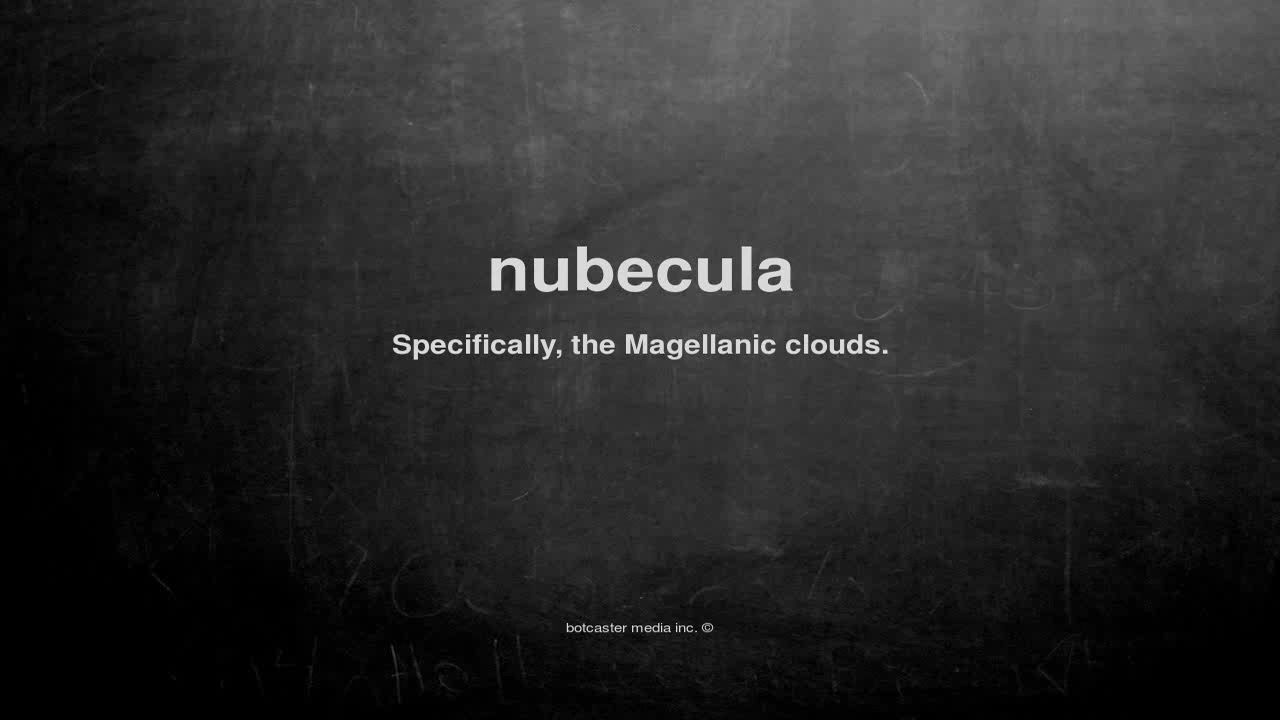 nubecula
Specifically, the Magellanic clouds.
botcaster media inc. ©